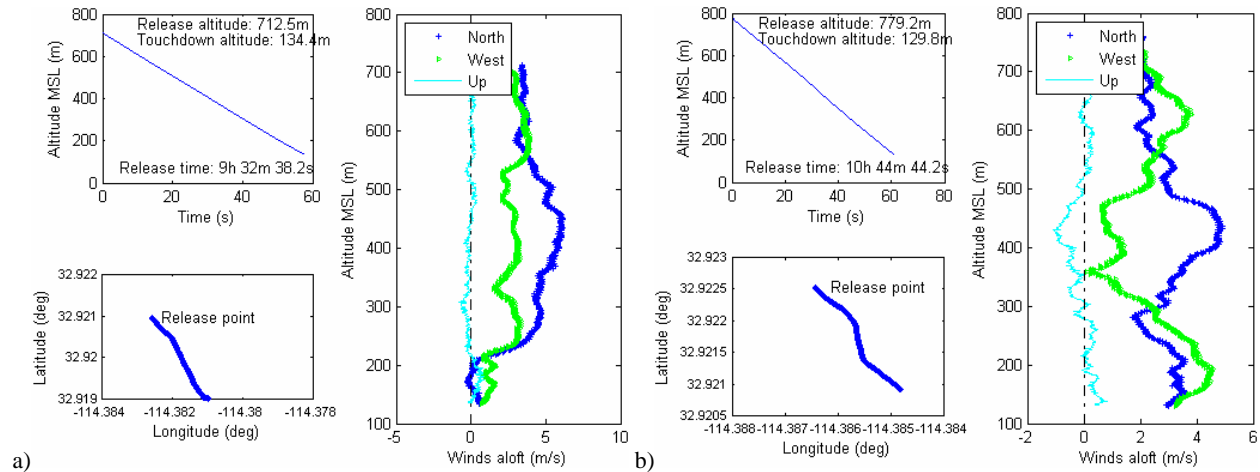 Release altitude: 712.5m
Touchdown altitude: 134.4m
Release time: 9h 32m 38.2s
800
600
400
200
0
Altitude MSL (m)
0 20 40 60
Time (s)
32.922
32.921
32.92
32.919
Latitude (deg)
Release point
-114.384 -114.382 -114.38 -114.378
Longitude (deg)
North
West
Up
800
700
600
500
400
300
200
100
Altitude MSL (m)
-5 0 5 10
Winds aloft (m/s)
a)
Release altitude: 779.2m
Touchdown altitude: 129.8m
Release time: 10h 44m 44.2s
800
600
400
200
0
Altitude MSL (m)
0 20 40 60 80
Time (s)
32.923
32.9225
32.922
32.9215
32.921
32.9205
Latitude (deg)
Release point
-114.388 -114.387 -114.386 -114.385 -114.384
Longitude (deg)
North
West
Up
800
700
600
500
400
300
200
100
Altitude MSL (m)
-2 0 2 4 6
Winds aloft (m/s)
b)